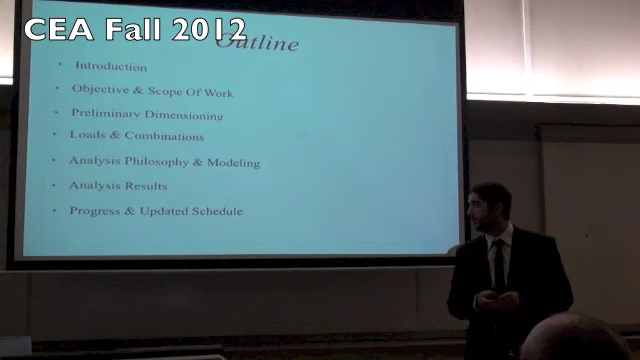 CEA Fall 2012
Outline
• Introduction
• Objective & Scope Of Work
• Preliminary Dimensioning
• Loads & Combinations
• Analysis Philosophy & Modeling
• Analysis Results
• Progress & Updated Schedule